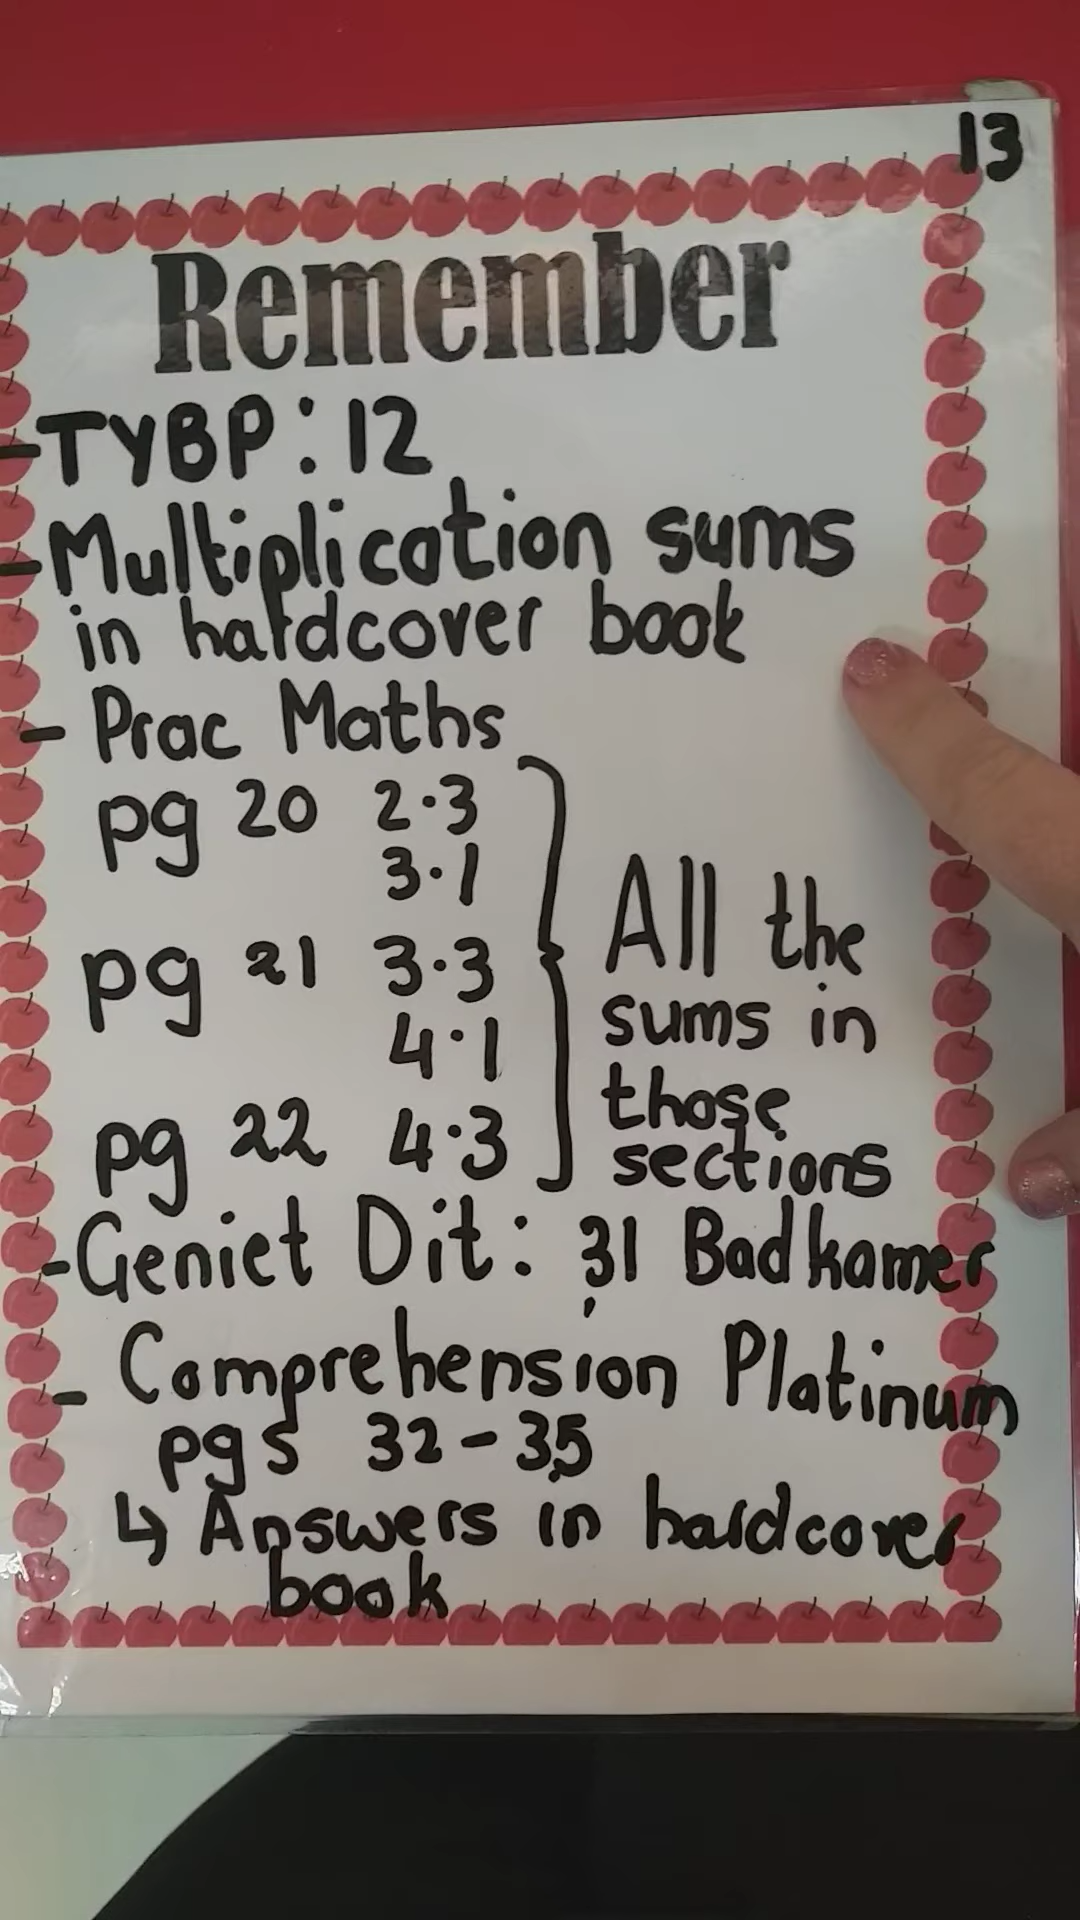 13
Remember
-TYBP: 12
-Multiplication sums
in hardcover book
- Prac Maths
pg 20 2.3
3.1
pg 21 3.3
4.1
pg 22 4.3
All the
sums in
those
sections
-Geniet Dit: 31 Badkamer
- Comprehension Platinum
pgs 32-35
↳ Answers in hardcover
book